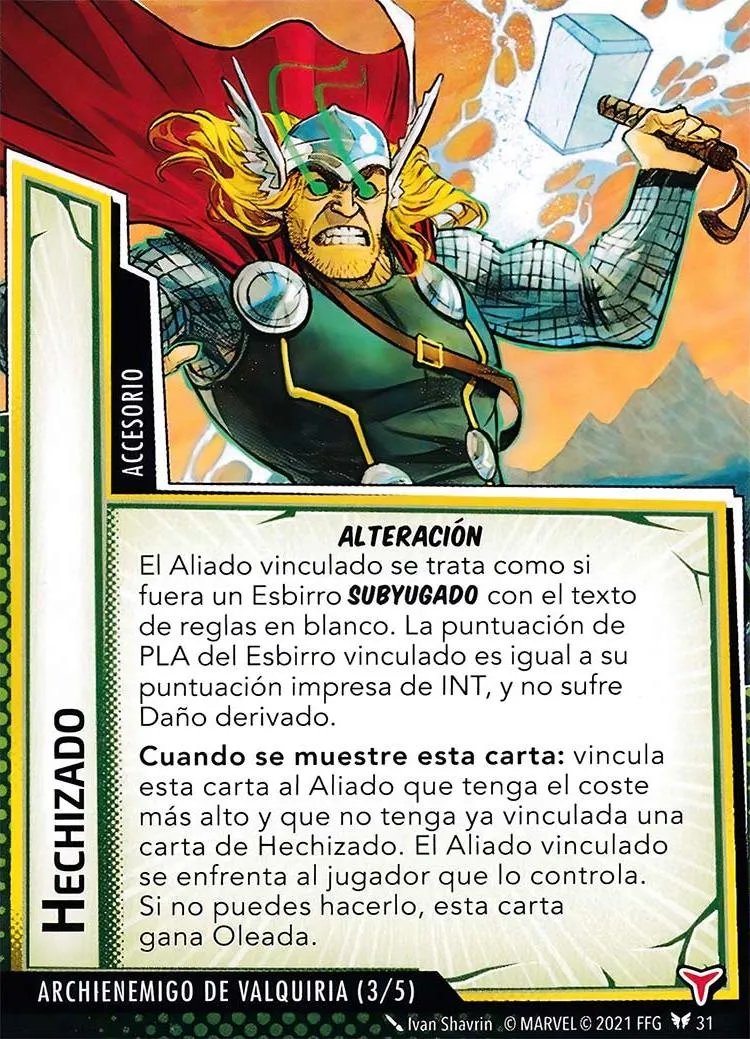 ACCESORIO
HECHIZADO
ALTERACIÓN
El Aliado vinculado se trata como si
fuera un Esbirro SUBYUGADO con el texto
de reglas en blanco. La puntuación de
PLA del Esbirro vinculado es igual a su
puntuación impresa de INT, y no sufre
Daño derivado.
Cuando se muestre esta carta: vincula
esta carta al Aliado que tenga el coste
más alto y que no tenga ya vinculada una
carta de Hechizado. El Aliado vinculado
se enfrenta al jugador que lo controla.
Si no puedes hacerlo, esta carta
gana Oleada.
ARCHIENEMIGO DE VALQUIRIA (3/5)
Ivan Shavrin © MARVEL © 2021 FFG 31